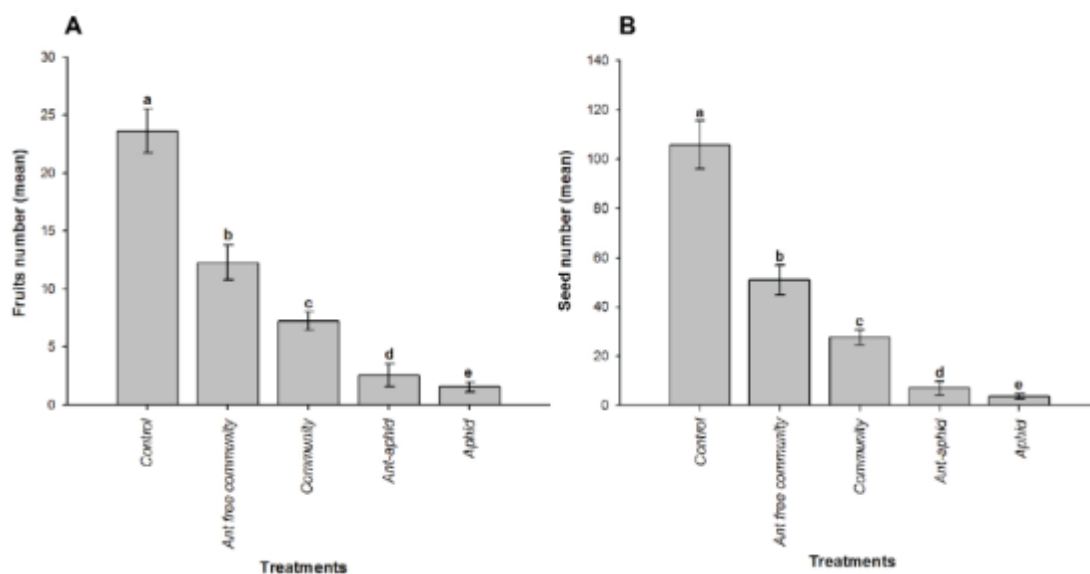 A
Fruits number (mean)
30
25
20
15
10
5
0
a
b
c
d
e
Control
Ant free community
Community
Ant-aphid
Aphid
Treatments
B
Seed number (mean)
140
120
100
80
60
40
20
0
a
b
c
d
e
Control
Ant free community
Community
Ant-aphid
Aphid
Treatments